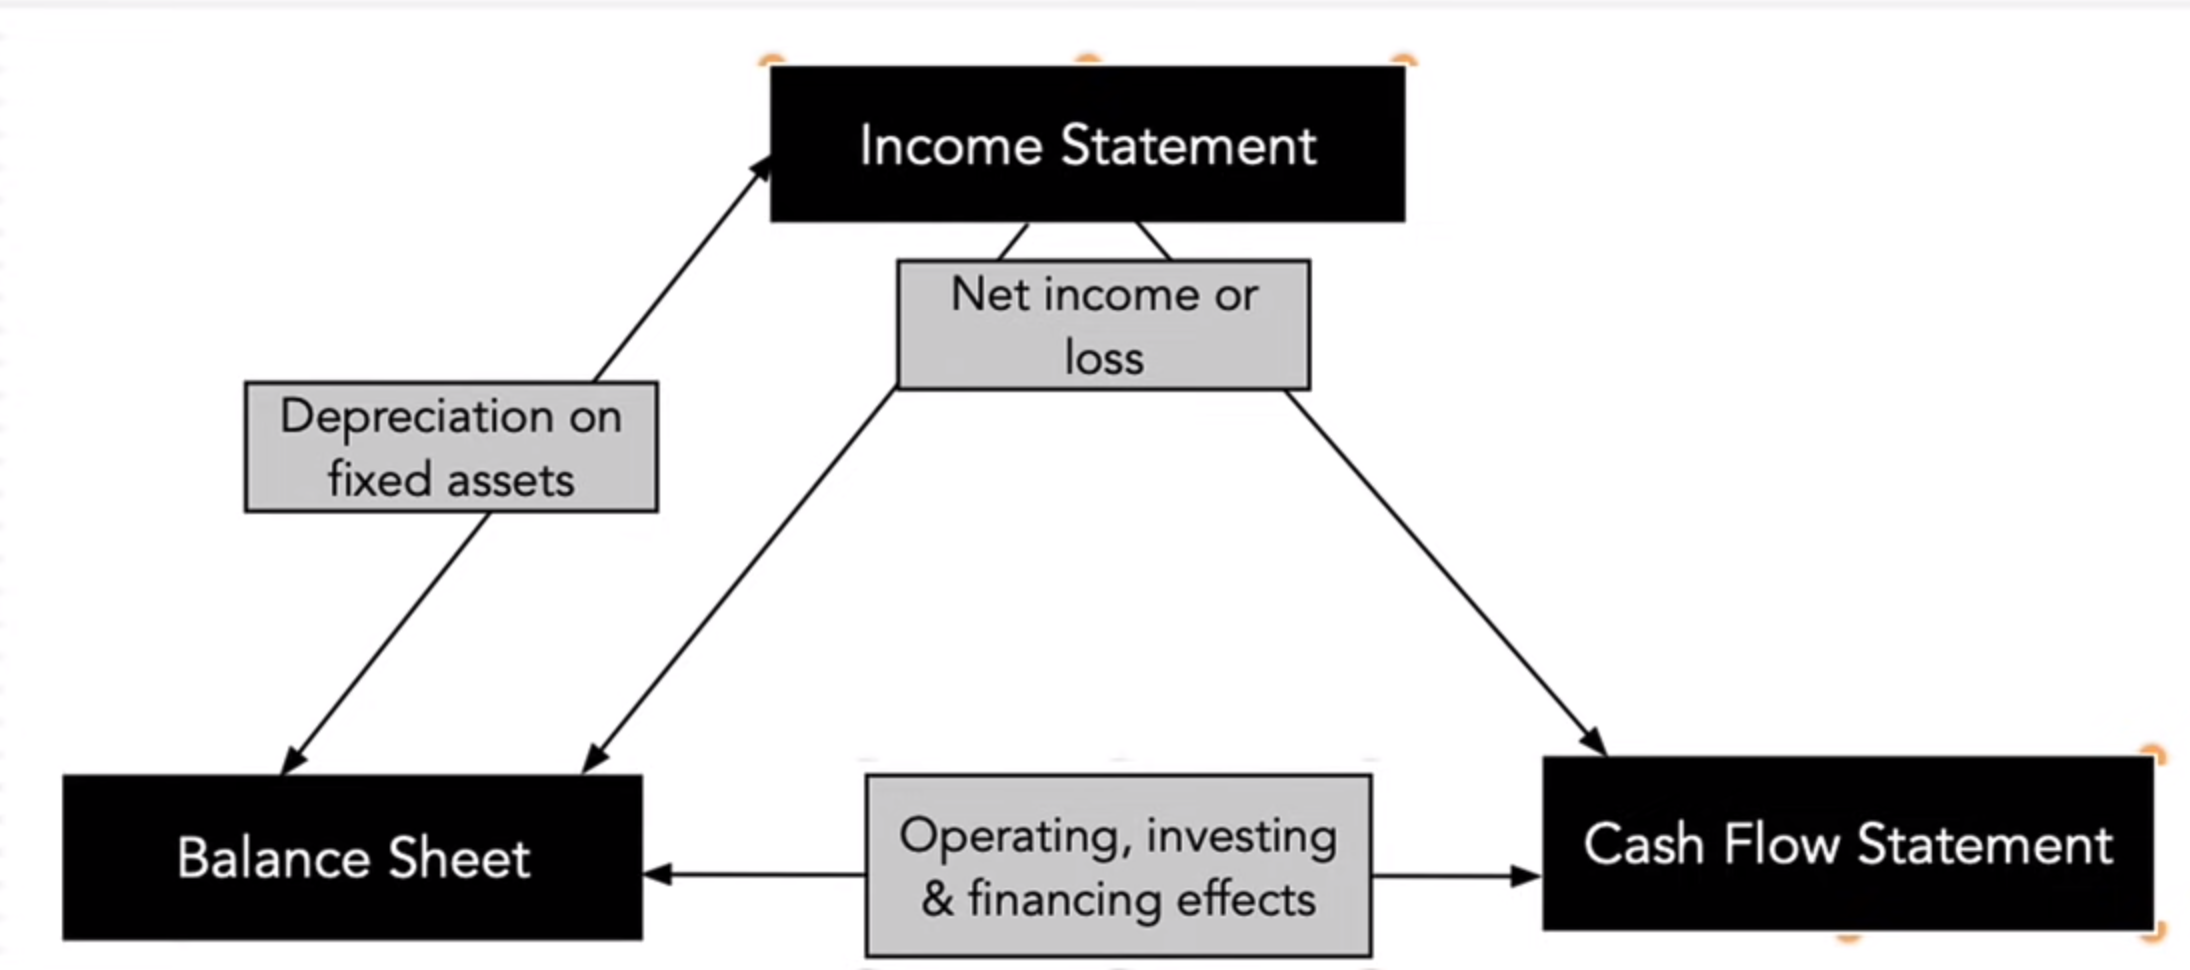 Income Statement
Net income or
loss
Depreciation on
fixed assets
Balance Sheet
Operating, investing
& financing effects
Cash Flow Statement